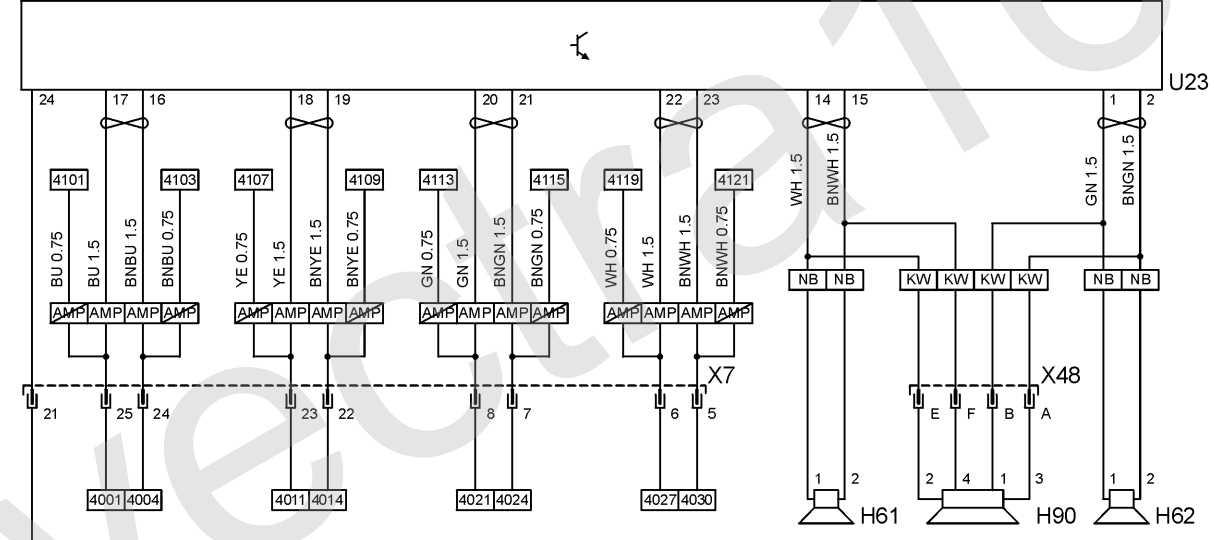 U23
24 17 16 18 19 20 21 22 23 14 15 1 2
4101 4103 4107 4109 4113 4115 4119 4121
BU 0.75 BU 1.5 BNBU 1.5 BNBU 0.75 YE 0.75 YE 1.5 BNYE 1.5 BNYE 0.75 GN 0.75 GN 1.5 BNGN 1.5 BNGN 0.75 WH 0.75 WH 1.5 BNWH 1.5 BNWH 0.75 WH 1.5 BNWH 1.5 GN 1.5 BNGN 1.5
NB NB KW KW KW KW NB NB
AMP AMP AMP AMP AMP AMP AMP AMP AMP AMP AMP AMP AMP AMP AMP AMP
X7 X48
21 25 24 23 22 8 7 6 5 E F B A
1 2 2 4 1 3 1 2
4001 4004 4011 4014 4021 4024 4027 4030
H61 H90 H62
vectra 10